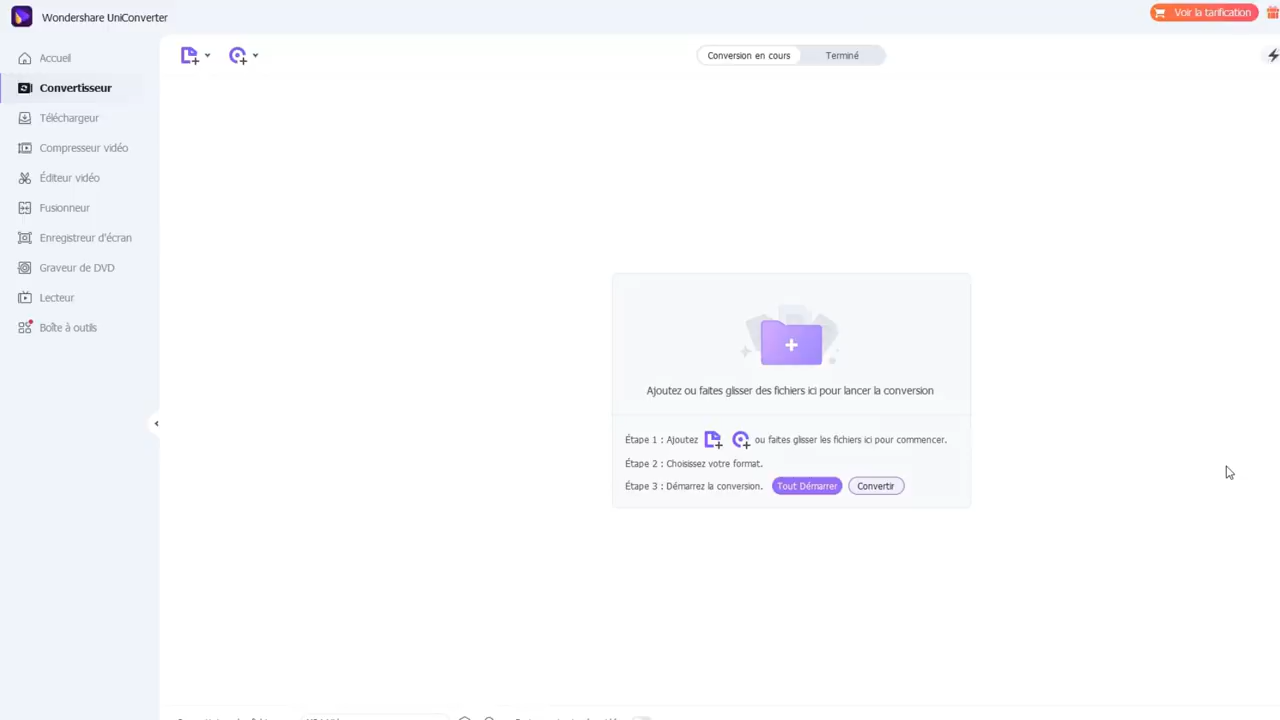 Wondershare UniConverter
Voir la tarification
Accueil
Convertisseur
Téléchargeur
Compresseur vidéo
Éditeur vidéo
Fusionneur
Enregistreur d'écran
Graveur de DVD
Lecteur
Boîte à outils
Conversion en cours
Terminé
Ajoutez ou faites glisser des fichiers ici pour lancer la conversion
Étape 1 : Ajoutez ou faites glisser les fichiers ici pour commencer.
Étape 2 : Choisissez votre format.
Étape 3 : Démarrez la conversion. Tout Démarrer Convertir